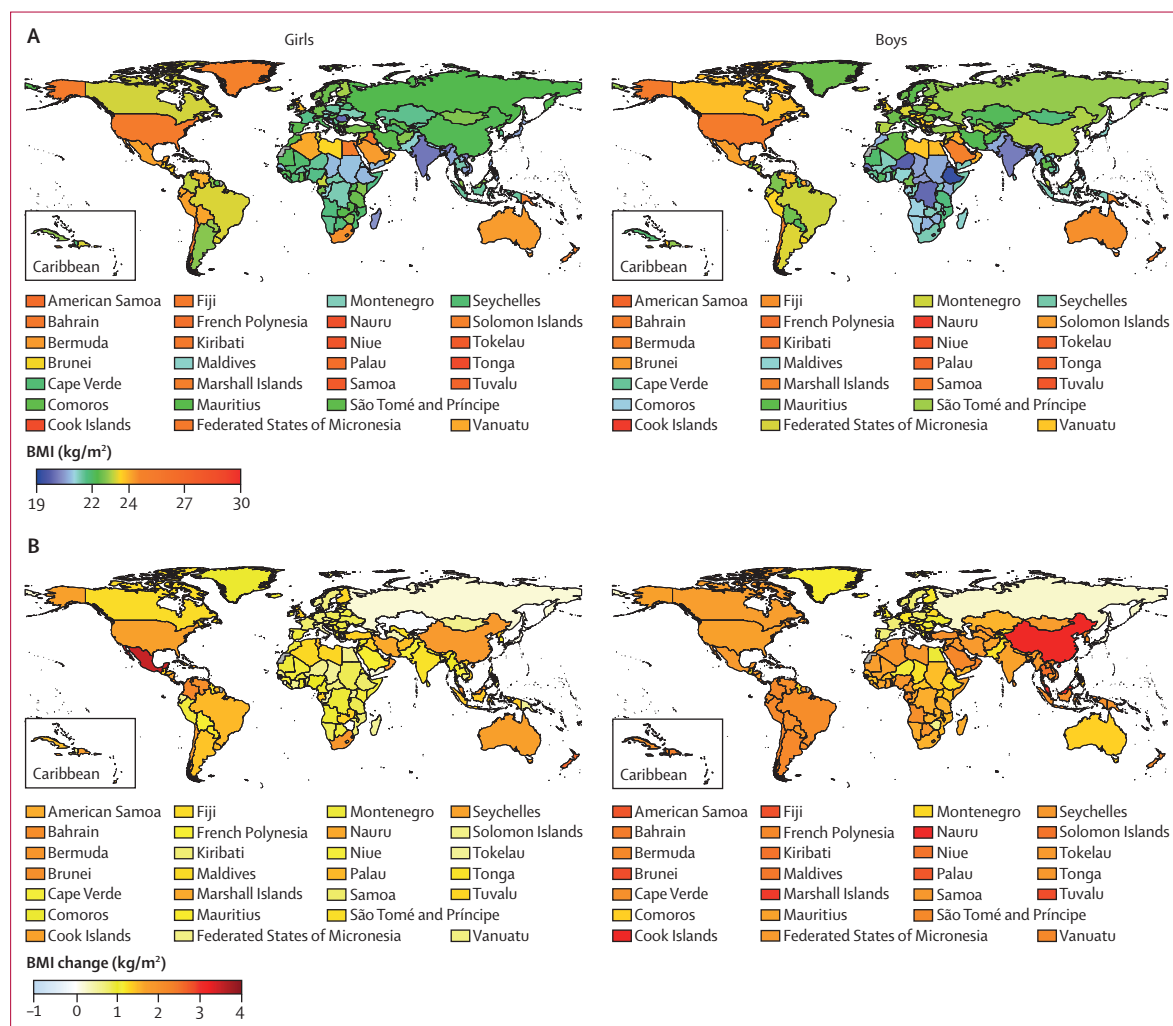 A
Girls
Boys
Caribbean
Caribbean
American Samoa Fiji Montenegro Seychelles
Bahrain French Polynesia Nauru Solomon Islands
Bermuda Kiribati Niue Tokelau
Brunei Maldives Palau Tonga
Cape Verde Marshall Islands Samoa Tuvalu
Comoros Mauritius São Tomé and Príncipe
Cook Islands Federated States of Micronesia Vanuatu
American Samoa Fiji Montenegro Seychelles
Bahrain French Polynesia Nauru Solomon Islands
Bermuda Kiribati Niue Tokelau
Brunei Maldives Palau Tonga
Cape Verde Marshall Islands Samoa Tuvalu
Comoros Mauritius São Tomé and Príncipe
Cook Islands Federated States of Micronesia Vanuatu
BMI (kg/m²)
19 22 24 27 30
B
Caribbean
Caribbean
American Samoa Fiji Montenegro Seychelles
Bahrain French Polynesia Nauru Solomon Islands
Bermuda Kiribati Niue Tokelau
Brunei Maldives Palau Tonga
Cape Verde Marshall Islands Samoa Tuvalu
Comoros Mauritius São Tomé and Príncipe
Cook Islands Federated States of Micronesia Vanuatu
American Samoa Fiji Montenegro Seychelles
Bahrain French Polynesia Nauru Solomon Islands
Bermuda Kiribati Niue Tokelau
Brunei Maldives Palau Tonga
Cape Verde Marshall Islands Samoa Tuvalu
Comoros Mauritius São Tomé and Príncipe
Cook Islands Federated States of Micronesia Vanuatu
BMI change (kg/m²)
–1 0 1 2 3 4